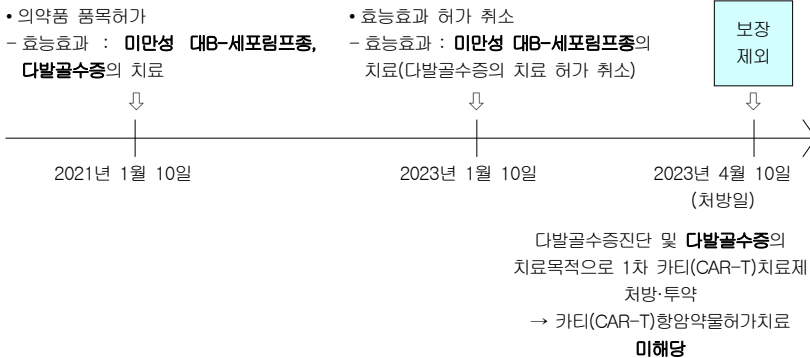 • 의약품 품목허가
- 효능효과 : 미만성 대B-세포림프종,
다발골수증의 치료
• 효능효과 허가 취소
- 효능효과 : 미만성 대B-세포림프종의
치료(다발골수증의 치료 허가 취소)
보장
제외
⇩ ⇩ ⇩
2021년 1월 10일
2023년 1월 10일
2023년 4월 10일
(처방일)
다발골수증진단 및 다발골수증의
치료목적으로 1차 카티(CAR-T)치료제
처방·투약
→ 카티(CAR-T)항암약물허가치료
미해당